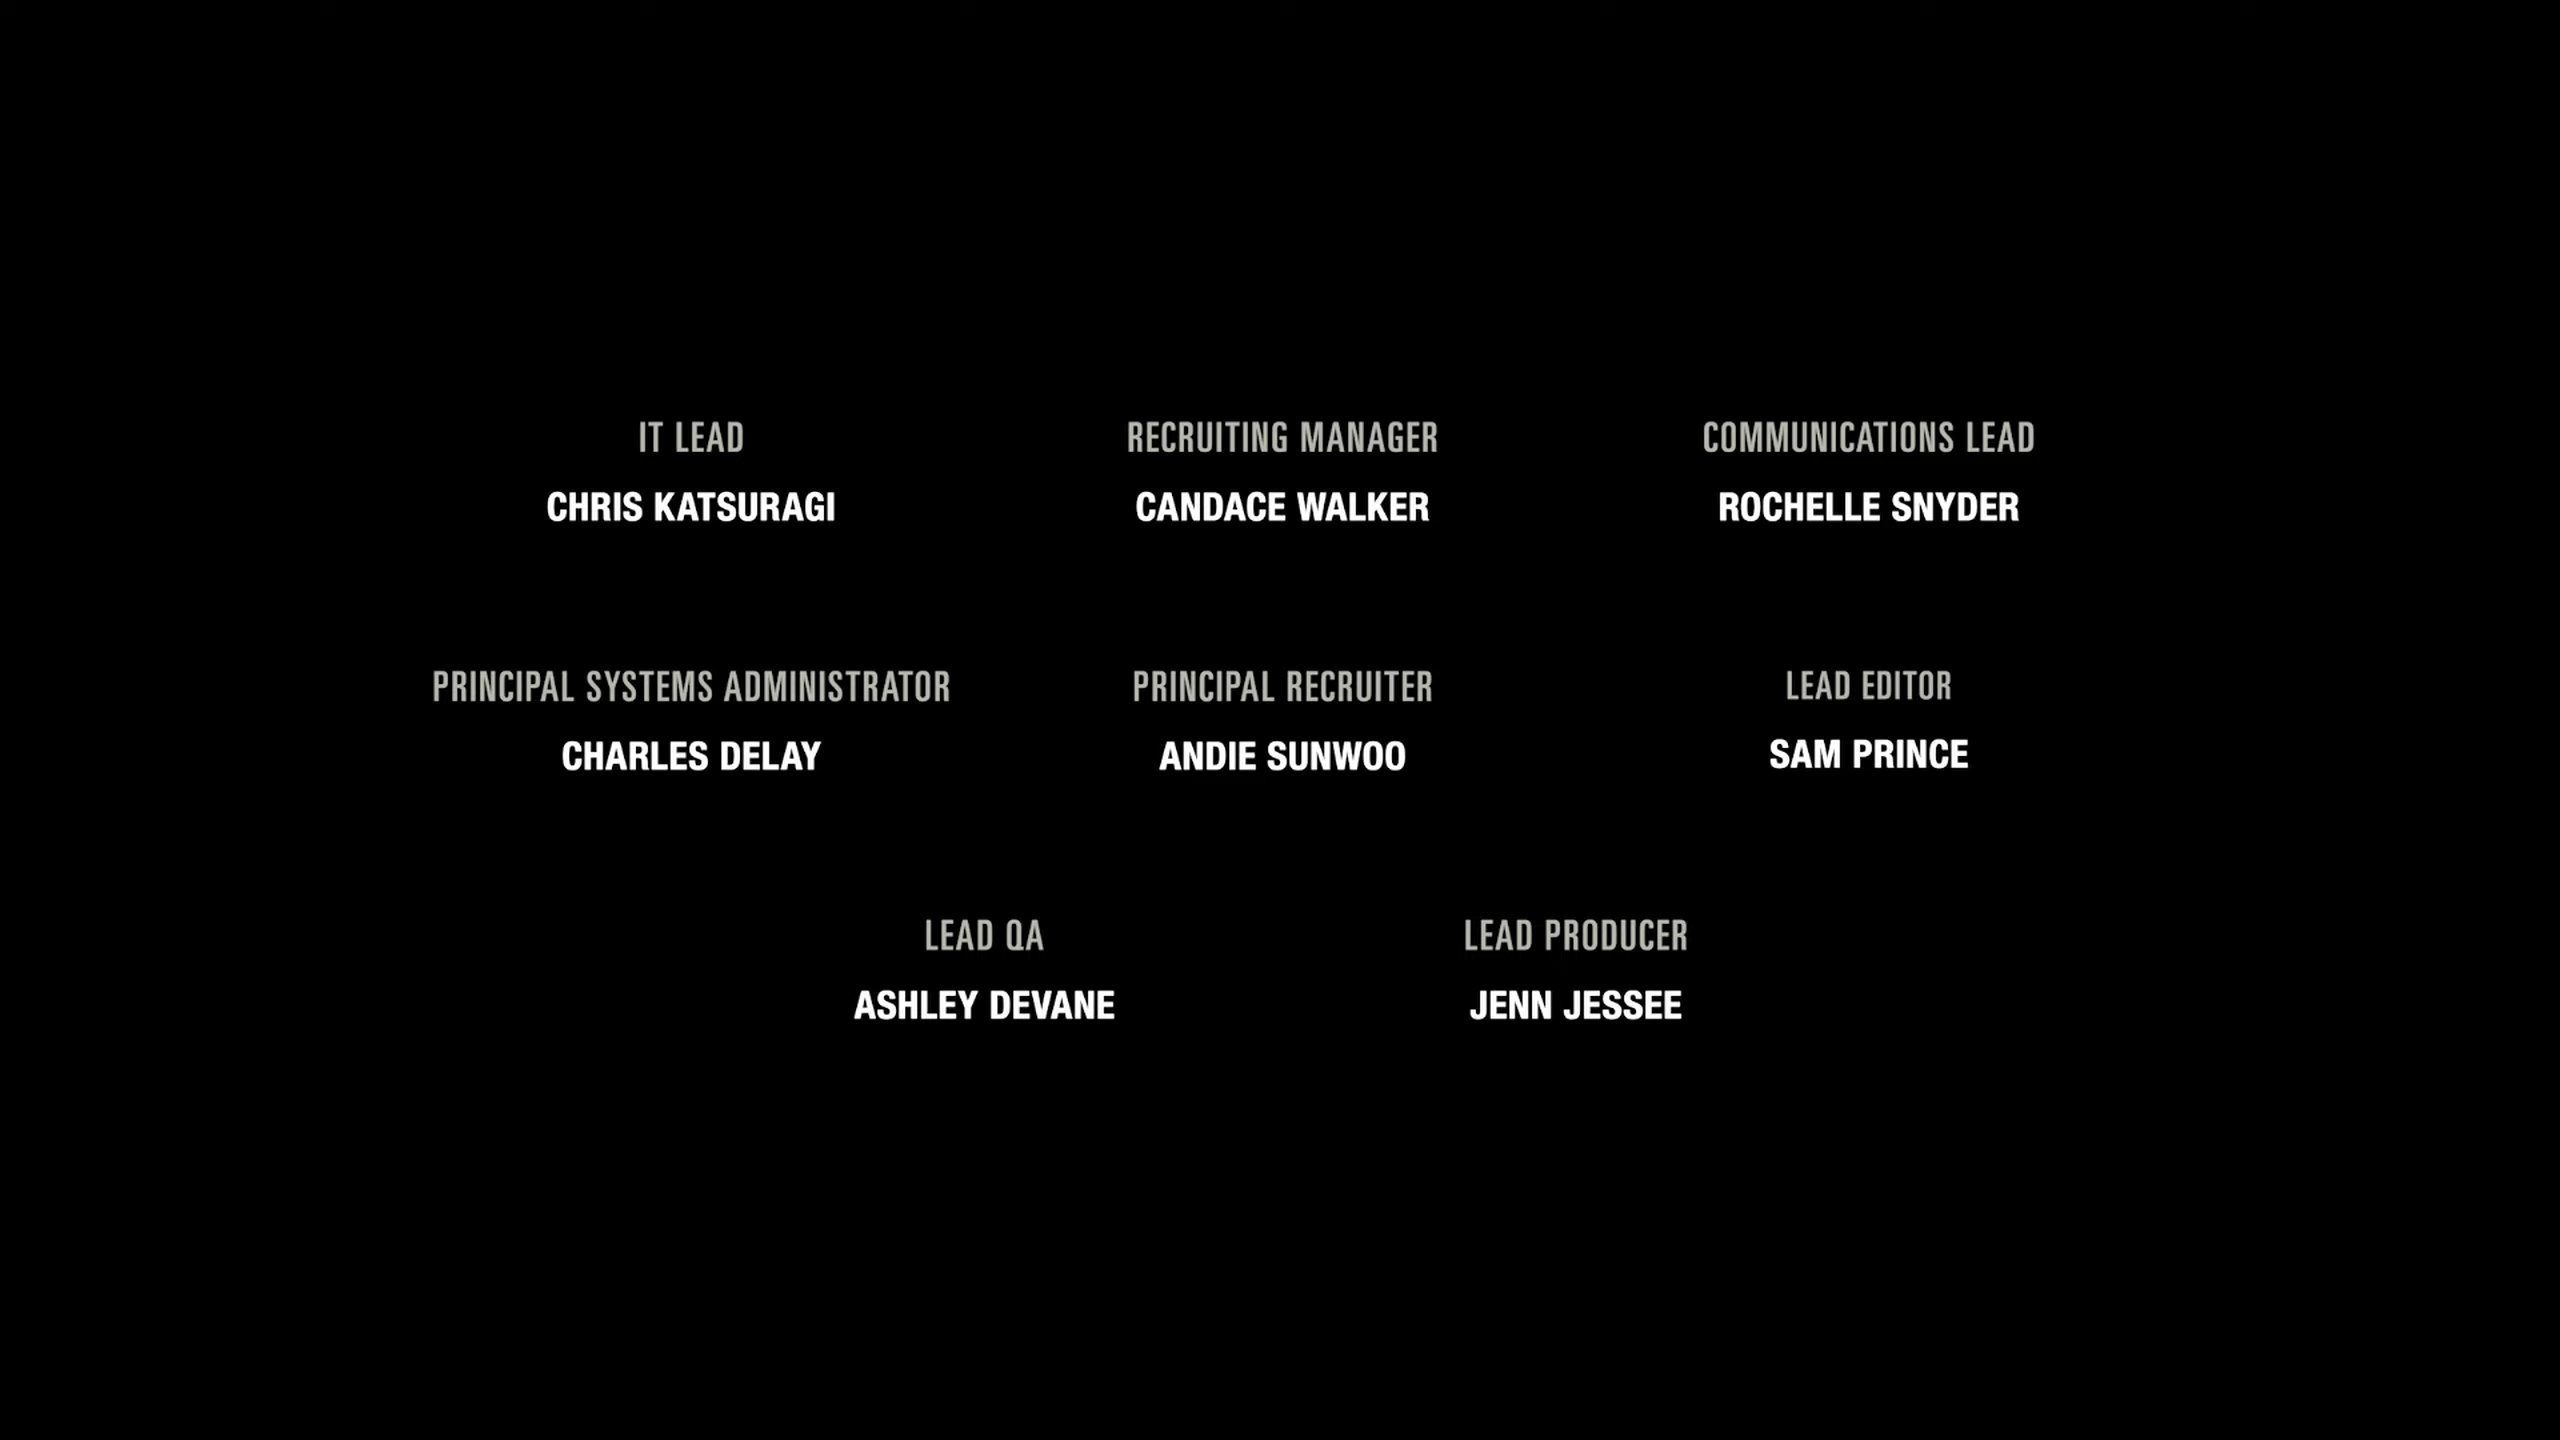 IT LEAD
CHRIS KATSURAGI
RECRUITING MANAGER
CANDACE WALKER
COMMUNICATIONS LEAD
ROCHELLE SNYDER
PRINCIPAL SYSTEMS ADMINISTRATOR
CHARLES DELAY
PRINCIPAL RECRUITER
ANDIE SUNWOO
LEAD EDITOR
SAM PRINCE
LEAD QA
ASHLEY DEVANE
LEAD PRODUCER
JENN JESSEE